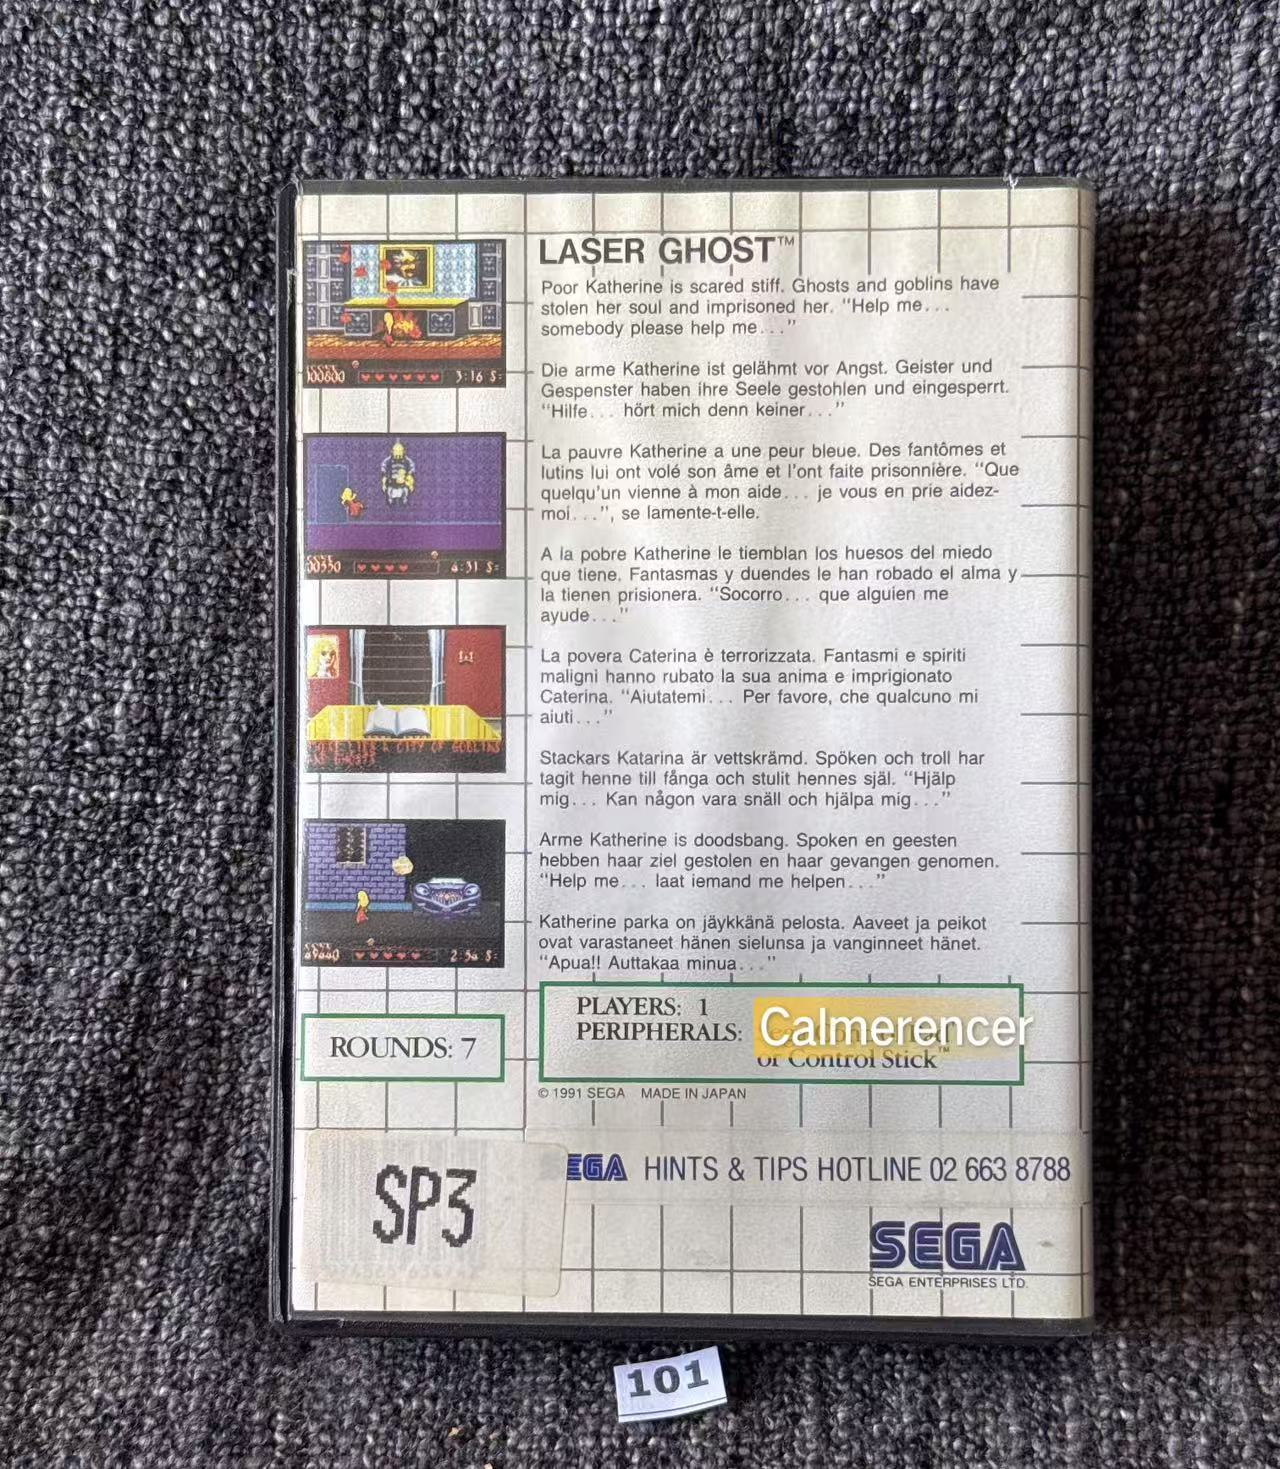 LASER GHOST™
Poor Katherine is scared stiff. Ghosts and goblins have
stolen her soul and imprisoned her. "Help me...
somebody please help me..."
Die arme Katherine ist gelähmt vor Angst. Geister und
Gespenster haben ihre Seele gestohlen und eingesperrt.
"Hilfe... hört mich denn keiner..."
La pauvre Katherine a une peur bleue. Des fantômes et
lutins lui ont volé son âme et l'ont faite prisonnière. "Que
quelqu'un vienne à mon aide... je vous en prie aidez-
moi...", se lamente-t-elle.
A la pobre Katherine le tiemblan los huesos del miedo
que tiene. Fantasmas y duendes le han robado el alma y
la tienen prisionera. "Socorro... que alguien me
ayude..."
La povera Caterina è terrorizzata. Fantasmi e spiriti
maligni hanno rubato la sua anima e imprigionato
Caterina. "Aiutatemi... Per favore, che qualcuno mi
aiuti..."
Stackars Katarina är vettskrämd. Spöken och troll har
tagit henne till fånga och stulit hennes själ. "Hjälp
mig... Kan någon vara snäll och hjälpa mig..."
Arme Katherine is doodsbang. Spoken en geesten
hebben haar ziel gestolen en haar gevangen genomen.
"Help me... laat iemand me helpen..."
Katherine parka on jäykkänä pelosta. Aaveet ja peikot
ovat varastaneet hänen sielunsa ja vanginneet hänet.
"Apua!! Auttakaa minua..."
3:16
4:31
CITY OF GOBLINS
2:56
ROUNDS: 7
PLAYERS: 1
PERIPHERALS: Calmerencer
or Control Stick™
© 1991 SEGA MADE IN JAPAN
SP3
EGA HINTS & TIPS HOTLINE 02 663 8788
SEGA
SEGA ENTERPRISES LTD.
101